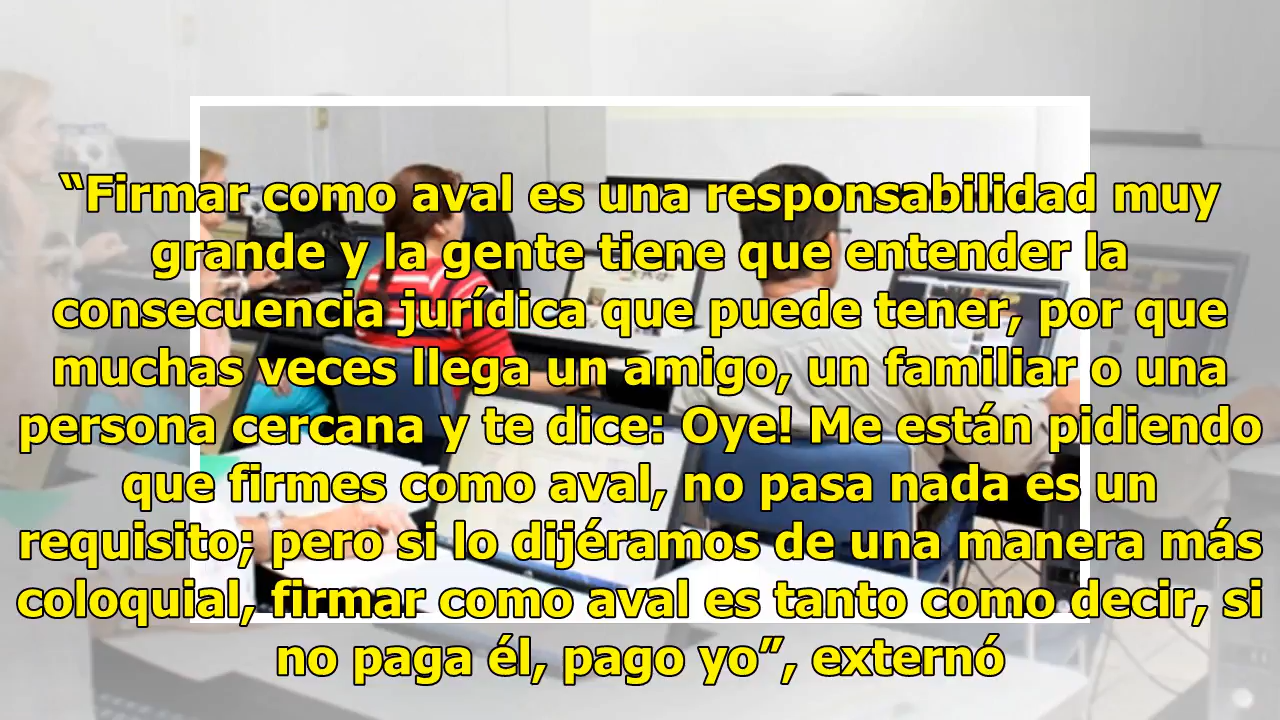 “Firmar como aval es una responsabilidad muy
grande y la gente tiene que entender la
consecuencia jurídica que puede tener, por que
muchas veces llega un amigo, un familiar o una
persona cercana y te dice: Oye! Me están pidiendo
que firmes como aval, no pasa nada es un
requisito; pero si lo dijéramos de una manera más
coloquial, firmar como aval es tanto como decir, si
no paga él, pago yo”, externó